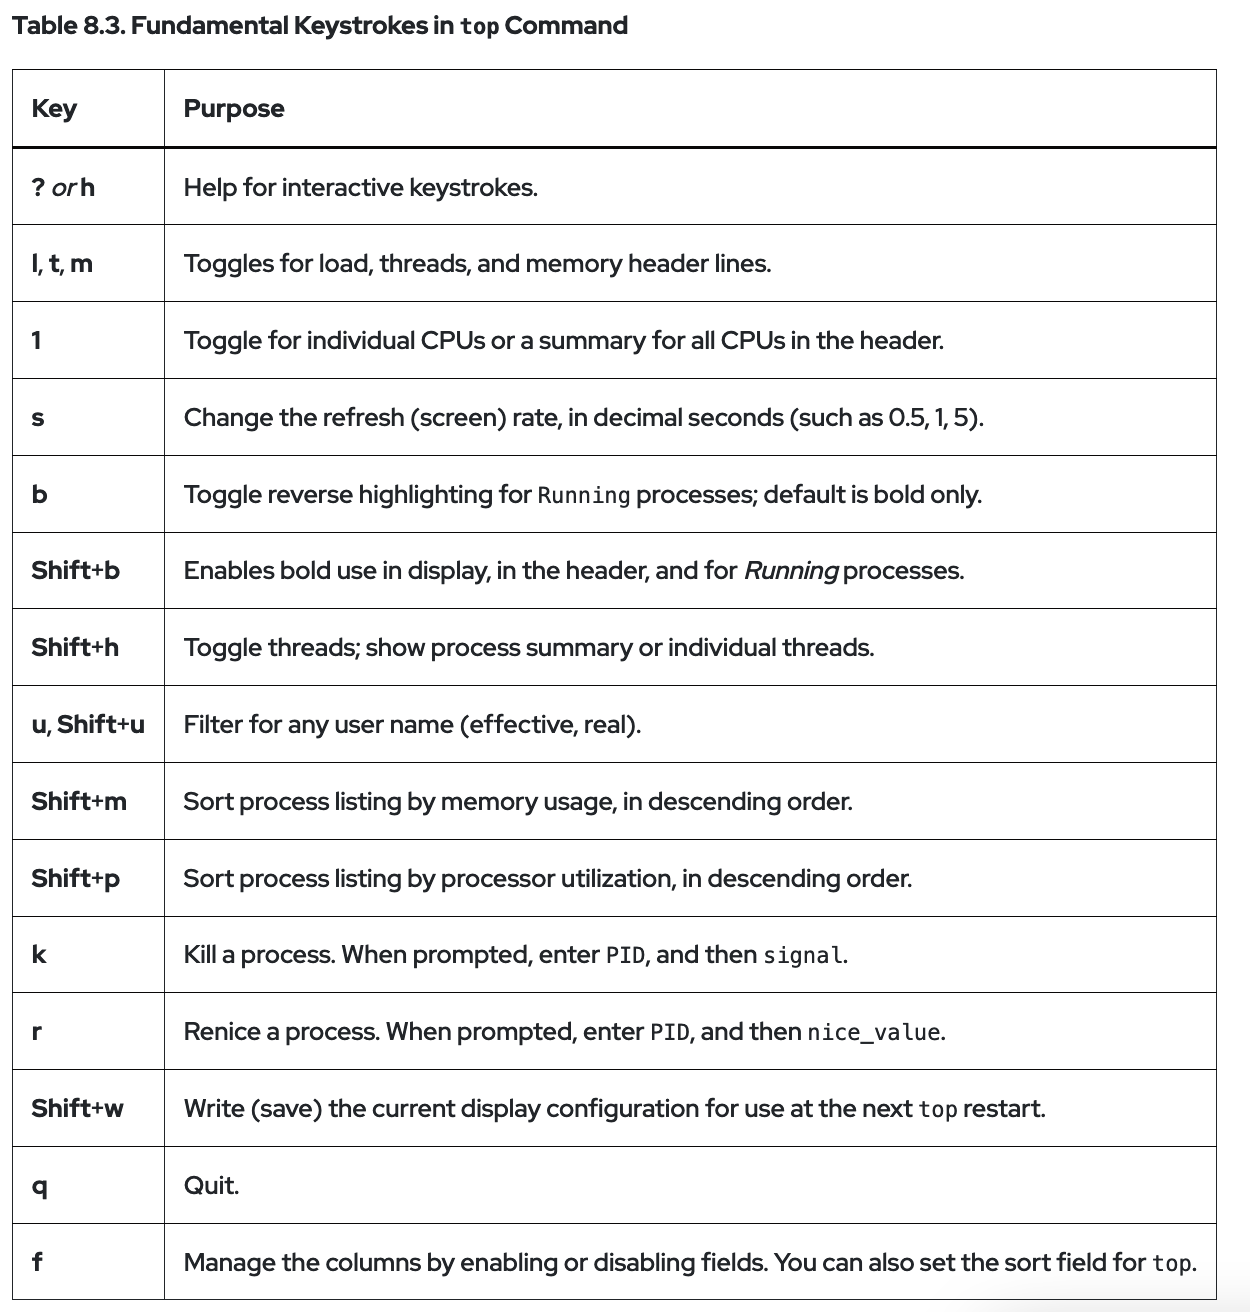 Table 8.3. Fundamental Keystrokes in top Command
Key Purpose
? or h Help for interactive keystrokes.
l, t, m Toggles for load, threads, and memory header lines.
1 Toggle for individual CPUs or a summary for all CPUs in the header.
s Change the refresh (screen) rate, in decimal seconds (such as 0.5, 1, 5).
b Toggle reverse highlighting for Running processes; default is bold only.
Shift+b Enables bold use in display, in the header, and for Running processes.
Shift+h Toggle threads; show process summary or individual threads.
u, Shift+u Filter for any user name (effective, real).
Shift+m Sort process listing by memory usage, in descending order.
Shift+p Sort process listing by processor utilization, in descending order.
k Kill a process. When prompted, enter PID, and then signal.
r Renice a process. When prompted, enter PID, and then nice_value.
Shift+w Write (save) the current display configuration for use at the next top restart.
q Quit.
f Manage the columns by enabling or disabling fields. You can also set the sort field for top.